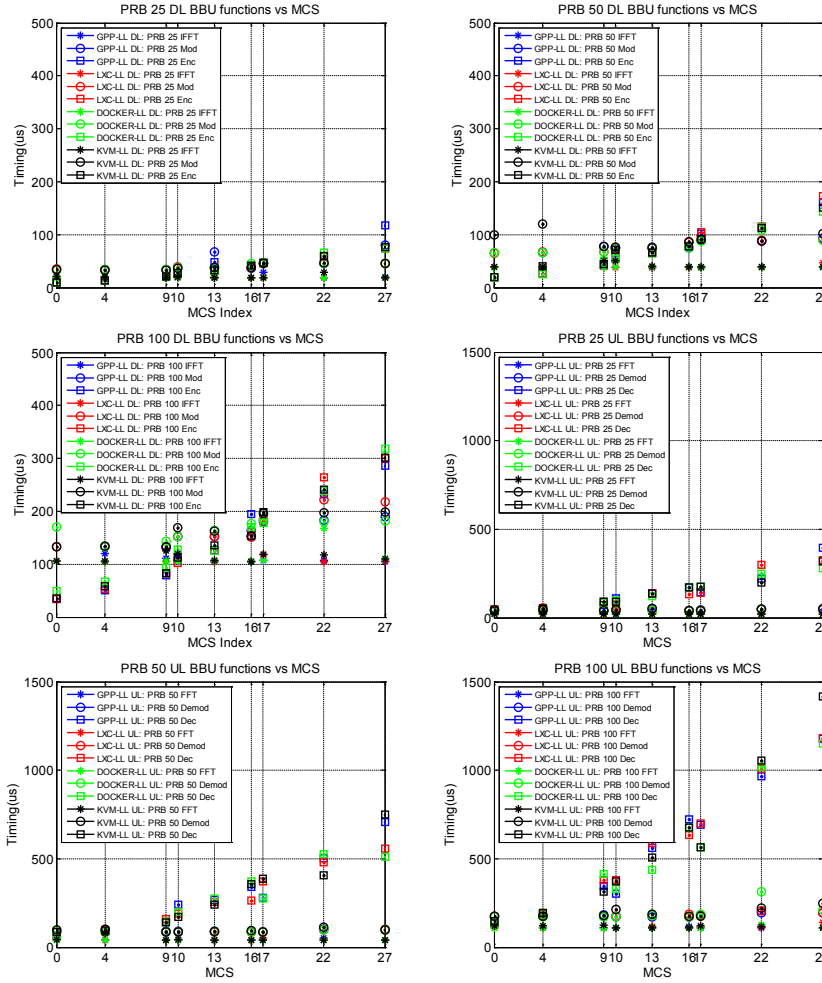 PRB 25 DL BBU functions vs MCS
500
400
300
200
100
0
Timing(us)
GPP-LL DL: PRB 25 IFFT
GPP-LL DL: PRB 25 Mod
GPP-LL DL: PRB 25 Enc
LXC-LL DL: PRB 25 IFFT
LXC-LL DL: PRB 25 Mod
LXC-LL DL: PRB 25 Enc
DOCKER-LL DL: PRB 25 IFFT
DOCKER-LL DL: PRB 25 Mod
DOCKER-LL DL: PRB 25 Enc
KVM-LL DL: PRB 25 IFFT
KVM-LL DL: PRB 25 Mod
KVM-LL DL: PRB 25 Enc
0 4 9 10 13 16 17 22 27
MCS Index
PRB 50 DL BBU functions vs MCS
500
400
300
200
100
0
Timing(us)
GPP-LL DL: PRB 50 IFFT
GPP-LL DL: PRB 50 Mod
GPP-LL DL: PRB 50 Enc
LXC-LL DL: PRB 50 IFFT
LXC-LL DL: PRB 50 Mod
LXC-LL DL: PRB 50 Enc
DOCKER-LL DL: PRB 50 IFFT
DOCKER-LL DL: PRB 50 Mod
DOCKER-LL DL: PRB 50 Enc
KVM-LL DL: PRB 50 IFFT
KVM-LL DL: PRB 50 Mod
KVM-LL DL: PRB 50 Enc
0 4 9 10 13 16 17 22
MCS Index
PRB 100 DL BBU functions vs MCS
500
400
300
200
100
0
Timing(us)
GPP-LL DL: PRB 100 IFFT
GPP-LL DL: PRB 100 Mod
GPP-LL DL: PRB 100 Enc
LXC-LL DL: PRB 100 IFFT
LXC-LL DL: PRB 100 Mod
LXC-LL DL: PRB 100 Enc
DOCKER-LL DL: PRB 100 IFFT
DOCKER-LL DL: PRB 100 Mod
DOCKER-LL DL: PRB 100 Enc
KVM-LL DL: PRB 100 IFFT
KVM-LL DL: PRB 100 Mod
KVM-LL DL: PRB 100 Enc
0 4 9 10 13 16 17 22 27
MCS Index
PRB 25 UL BBU functions vs MCS
1500
1000
500
0
Timing(us)
GPP-LL UL: PRB 25 FFT
GPP-LL UL: PRB 25 Demod
GPP-LL UL: PRB 25 Dec
LXC-LL UL: PRB 25 FFT
LXC-LL UL: PRB 25 Demod
LXC-LL UL: PRB 25 Dec
DOCKER-LL UL: PRB 25 FFT
DOCKER-LL UL: PRB 25 Demod
DOCKER-LL UL: PRB 25 Dec
KVM-LL UL: PRB 25 FFT
KVM-LL UL: PRB 25 Demod
KVM-LL UL: PRB 25 Dec
0 4 9 10 13 16 17 22
MCS
PRB 50 UL BBU functions vs MCS
1500
1000
500
0
Timing(us)
GPP-LL UL: PRB 50 FFT
GPP-LL UL: PRB 50 Demod
GPP-LL UL: PRB 50 Dec
LXC-LL UL: PRB 50 FFT
LXC-LL UL: PRB 50 Demod
LXC-LL UL: PRB 50 Dec
DOCKER-LL UL: PRB 50 FFT
DOCKER-LL UL: PRB 50 Demod
DOCKER-LL UL: PRB 50 Dec
KVM-LL UL: PRB 50 FFT
KVM-LL UL: PRB 50 Demod
KVM-LL UL: PRB 50 Dec
0 4 9 10 13 16 17 22 27
MCS
PRB 100 UL BBU functions vs MCS
1500
1000
500
0
Timing(us)
GPP-LL UL: PRB 100 FFT
GPP-LL UL: PRB 100 Demod
GPP-LL UL: PRB 100 Dec
LXC-LL UL: PRB 100 FFT
LXC-LL UL: PRB 100 Demod
LXC-LL UL: PRB 100 Dec
DOCKER-LL UL: PRB 100 FFT
DOCKER-LL UL: PRB 100 Demod
DOCKER-LL UL: PRB 100 Dec
KVM-LL UL: PRB 100 FFT
KVM-LL UL: PRB 100 Demod
KVM-LL UL: PRB 100 Dec
0 4 9 10 13 16 17 22
MCS